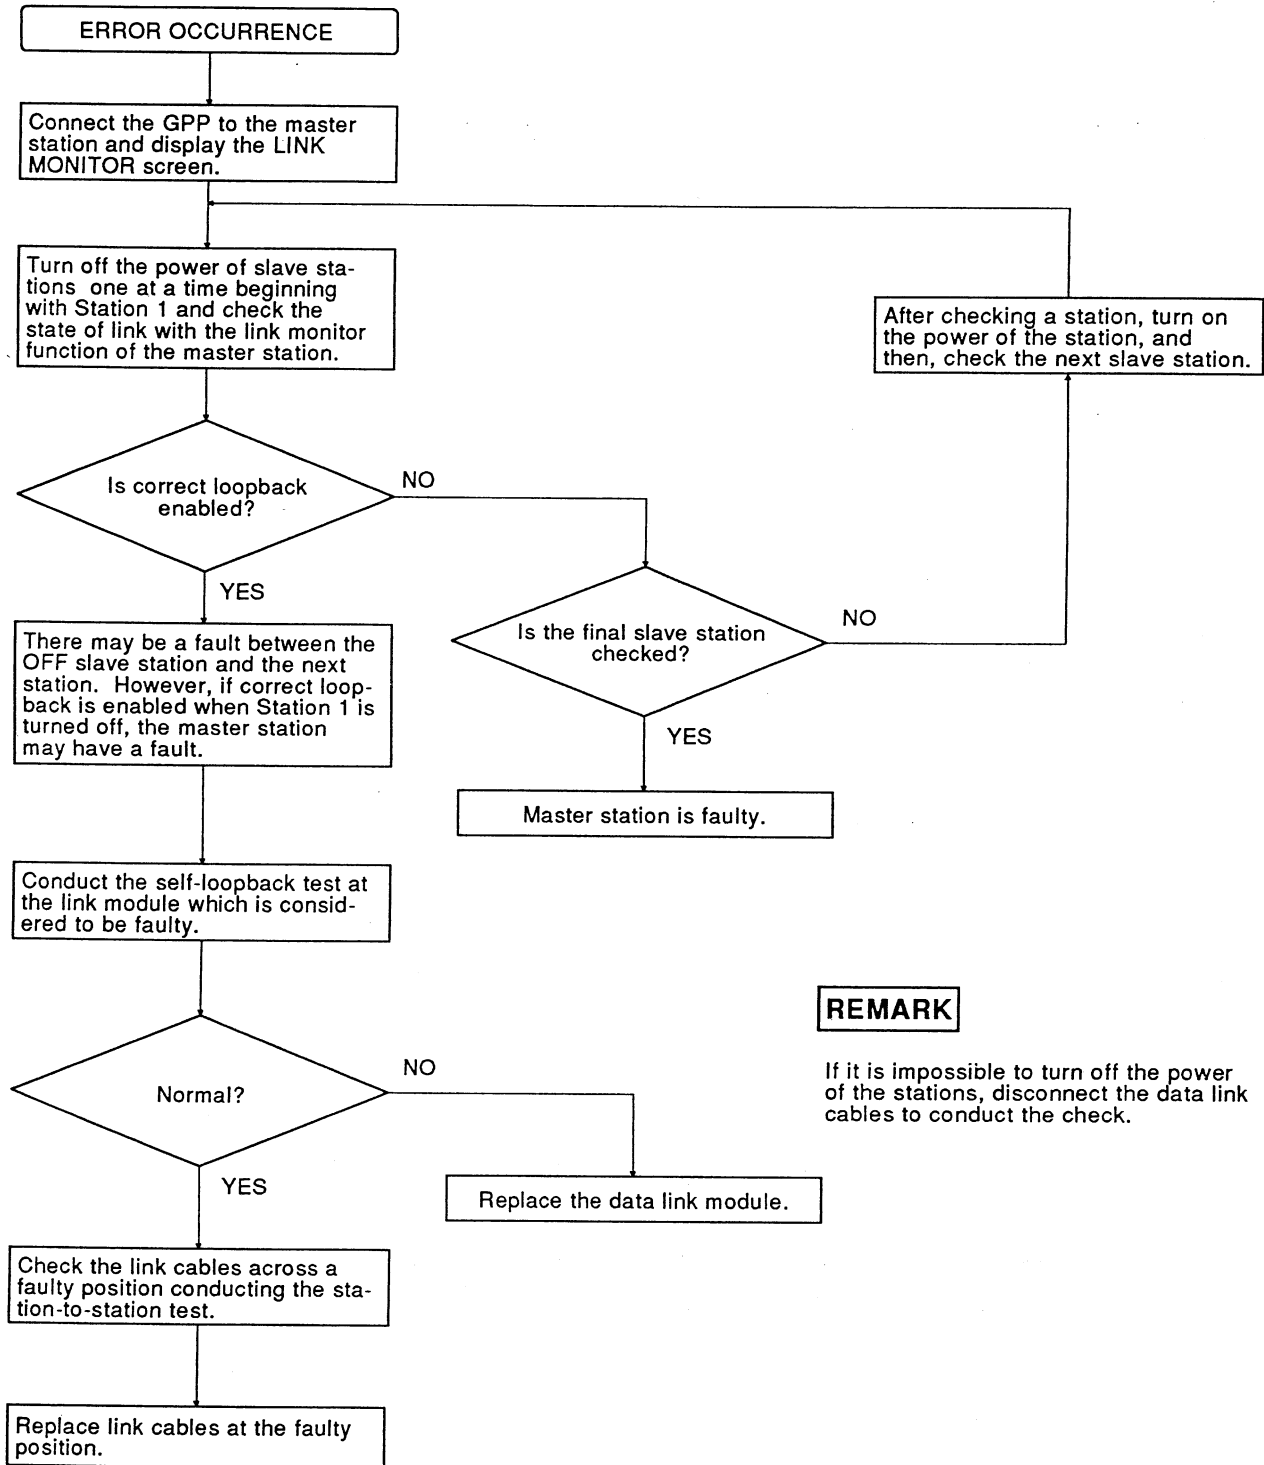 ERROR OCCURRENCE
Connect the GPP to the master
station and display the LINK
MONITOR screen.
Turn off the power of slave sta-
tions one at a time beginning
with Station 1 and check the
state of link with the link monitor
function of the master station.
After checking a station, turn on
the power of the station, and
then, check the next slave station.
Is correct loopback
enabled?
NO
YES
Is the final slave station
checked?
NO
YES
There may be a fault between the
OFF slave station and the next
station. However, if correct loop-
back is enabled when Station 1 is
turned off, the master station
may have a fault.
Master station is faulty.
Conduct the self-loopback test at
the link module which is consid-
ered to be faulty.
REMARK
If it is impossible to turn off the power
of the stations, disconnect the data link
cables to conduct the check.
Normal?
NO
YES
Replace the data link module.
Check the link cables across a
faulty position conducting the sta-
tion-to-station test.
Replace link cables at the faulty
position.